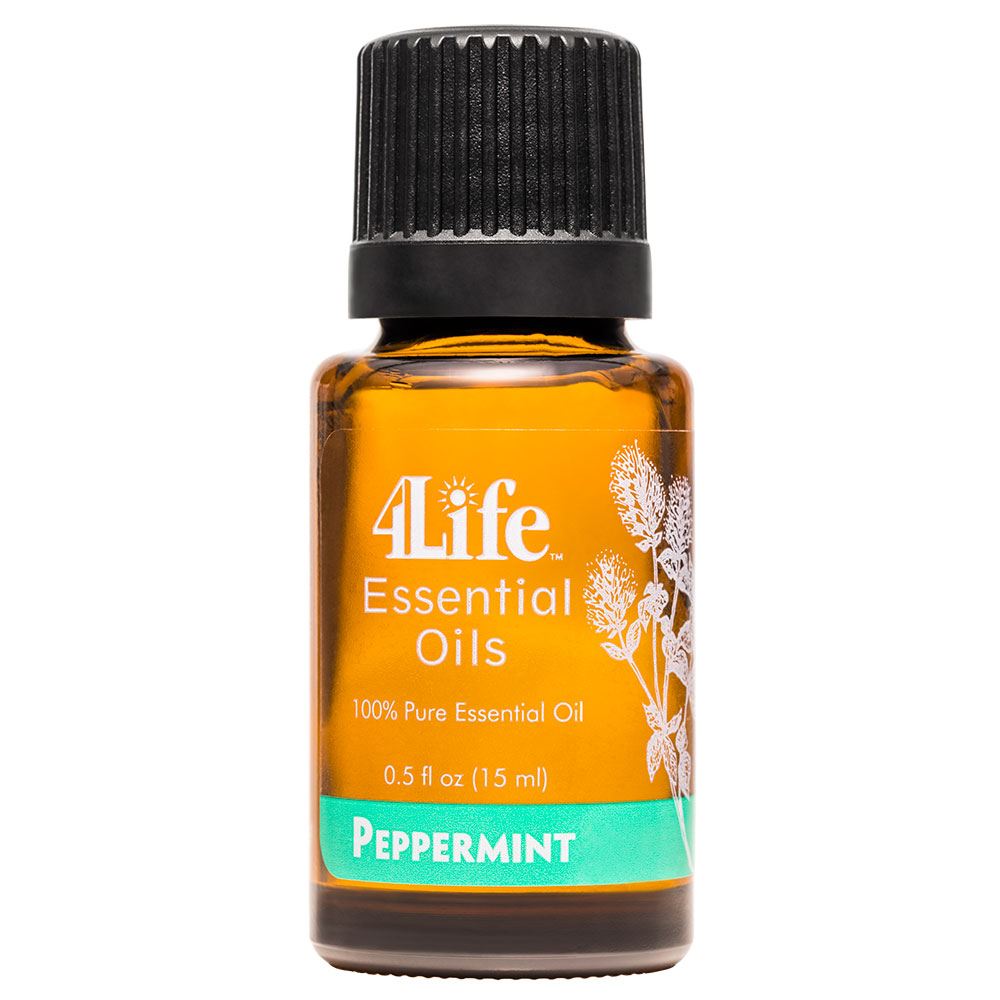 4Life™
Essential
Oils
100% Pure Essential Oil
0.5 fl oz (15 ml)
PEPPERMINT